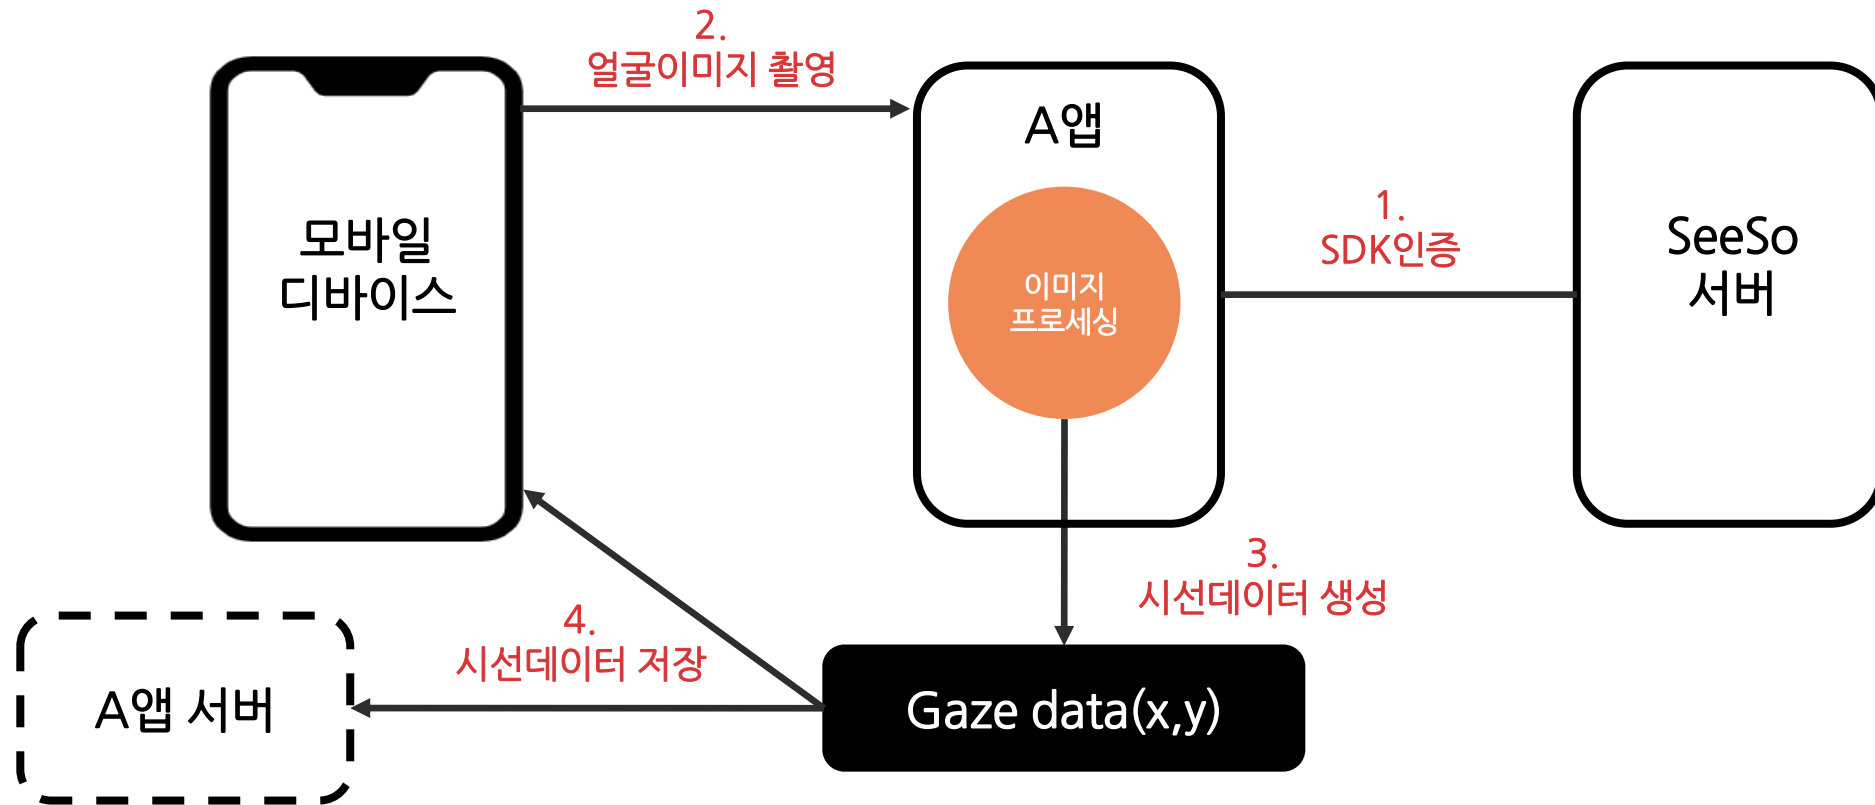 2.
얼굴이미지 촬영
A앱
모바일
디바이스
1.
SDK인증
SeeSo
서버
이미지
프로세싱
3.
시선데이터 생성
4.
시선데이터 저장
A앱 서버
Gaze data(x,y)